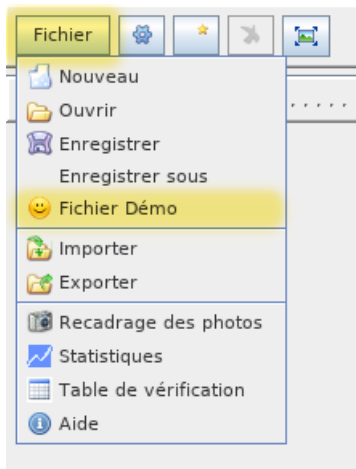 Fichier
Nouveau
Ouvrir
Enregistrer
Enregistrer sous
Fichier Démo
Importer
Exporter
Recadrage des photos
Statistiques
Table de vérification
Aide